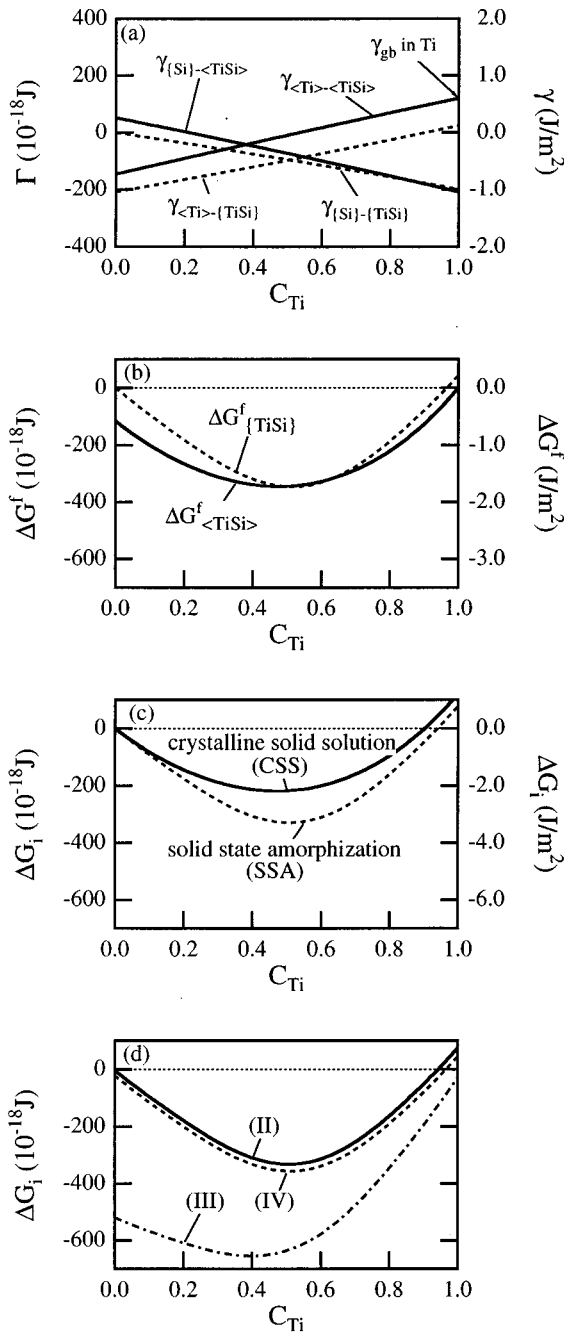 (a)
400
200
0
-200
-400
Γ (10⁻¹⁸J)
γ{Si}-<TiSi>
γ<Ti>-<TiSi>
γgb in Ti
γ<Ti>-{TiSi}
γ{Si}-{TiSi}
2.0
1.0
0.0
-1.0
-2.0
γ (J/m²)
0.0 0.2 0.4 0.6 0.8 1.0
CTi
(b)
0
-200
-400
-600
ΔGᶠ (10⁻¹⁸J)
ΔGᶠ{TiSi}
ΔGᶠ<TiSi>
0.0
-1.0
-2.0
-3.0
ΔGᶠ (J/m²)
0.0 0.2 0.4 0.6 0.8 1.0
CTi
(c)
0
-200
-400
-600
ΔGi (10⁻¹⁸J)
crystalline solid solution
(CSS)
solid state amorphization
(SSA)
0.0
-2.0
-4.0
-6.0
ΔGi (J/m²)
0.0 0.2 0.4 0.6 0.8 1.0
CTi
(d)
0
-200
-400
-600
ΔGi (10⁻¹⁸J)
(II)
(III)
(IV)
0.0 0.2 0.4 0.6 0.8 1.0
CTi